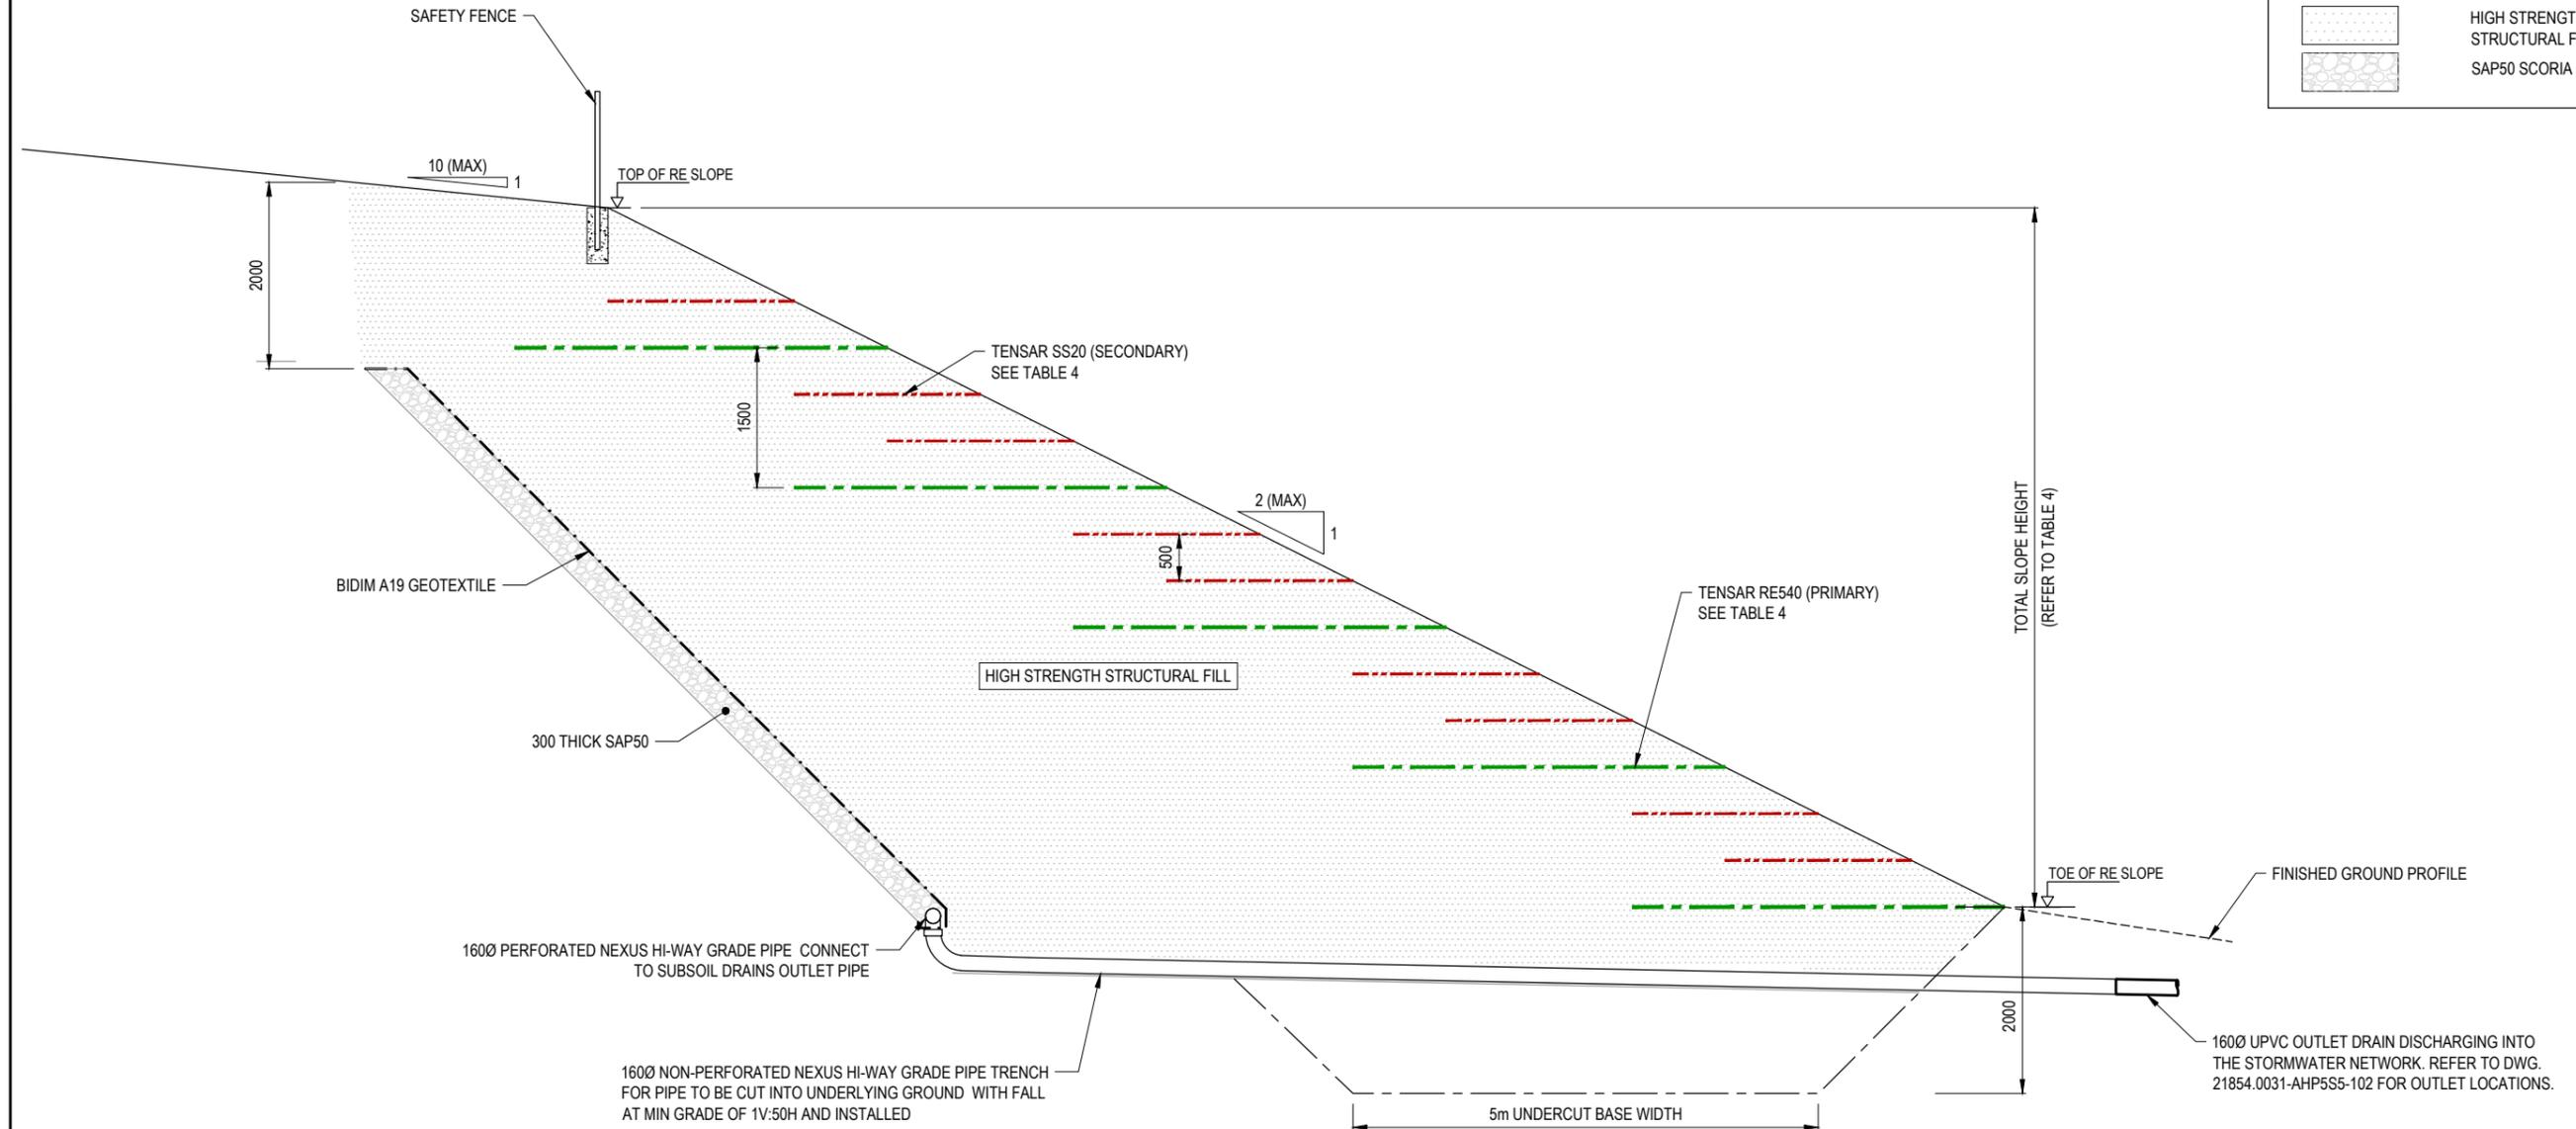 SAFETY FENCE
HIGH STRENGT
STRUCTURAL F
SAP50 SCORIA
10 (MAX)
1
TOP OF RE SLOPE
2000
TENSAR SS20 (SECONDARY)
SEE TABLE 4
1500
2 (MAX)
1
500
TOTAL SLOPE HEIGHT
(REFER TO TABLE 4)
BIDIM A19 GEOTEXTILE
TENSAR RE540 (PRIMARY)
SEE TABLE 4
HIGH STRENGTH STRUCTURAL FILL
300 THICK SAP50
TOE OF RE SLOPE
FINISHED GROUND PROFILE
160Ø PERFORATED NEXUS HI-WAY GRADE PIPE CONNECT
TO SUBSOIL DRAINS OUTLET PIPE
2000
160Ø UPVC OUTLET DRAIN DISCHARGING INTO
THE STORMWATER NETWORK. REFER TO DWG.
21854.0031-AHP5S5-102 FOR OUTLET LOCATIONS.
160Ø NON-PERFORATED NEXUS HI-WAY GRADE PIPE TRENCH
FOR PIPE TO BE CUT INTO UNDERLYING GROUND WITH FALL
AT MIN GRADE OF 1V:50H AND INSTALLED
5m UNDERCUT BASE WIDTH